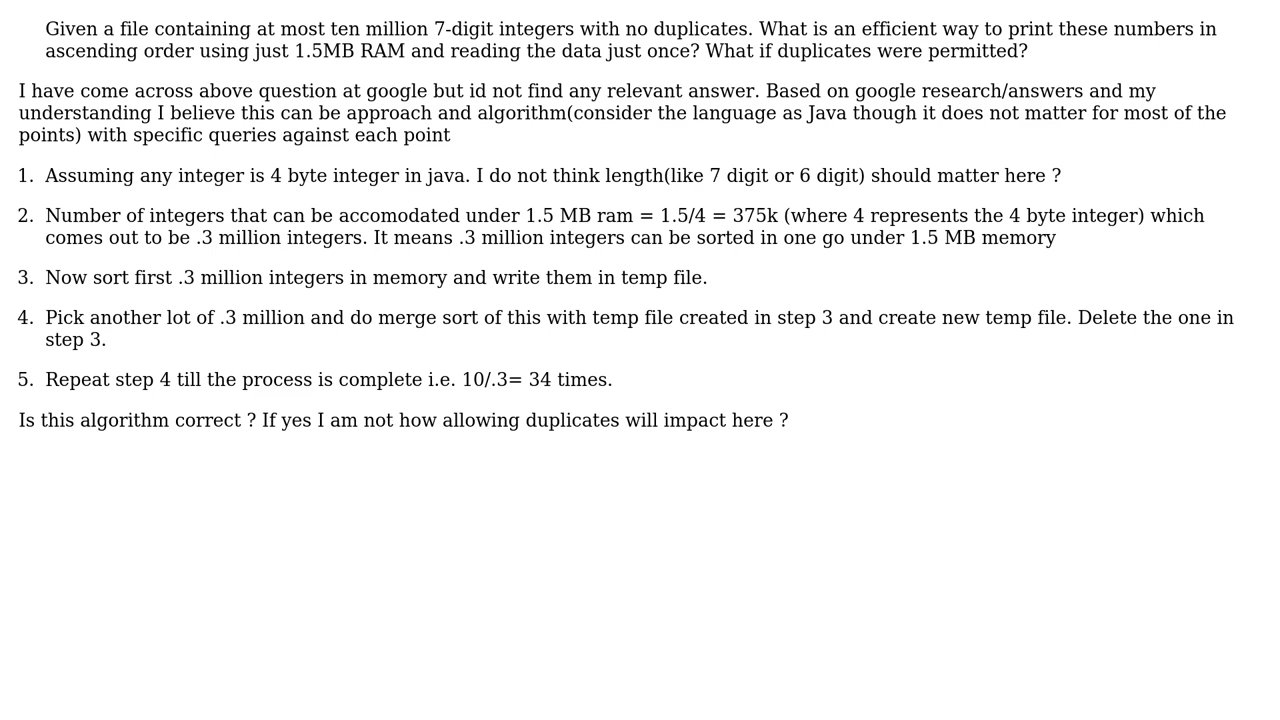 Given a file containing at most ten million 7-digit integers with no duplicates. What is an efficient way to print these numbers in
ascending order using just 1.5MB RAM and reading the data just once? What if duplicates were permitted?
I have come across above question at google but id not find any relevant answer. Based on google research/answers and my
understanding I believe this can be approach and algorithm(consider the language as Java though it does not matter for most of the
points) with specific queries against each point
1. Assuming any integer is 4 byte integer in java. I do not think length(like 7 digit or 6 digit) should matter here ?
2. Number of integers that can be accomodated under 1.5 MB ram = 1.5/4 = 375k (where 4 represents the 4 byte integer) which
comes out to be .3 million integers. It means .3 million integers can be sorted in one go under 1.5 MB memory
3. Now sort first .3 million integers in memory and write them in temp file.
4. Pick another lot of .3 million and do merge sort of this with temp file created in step 3 and create new temp file. Delete the one in
step 3.
5. Repeat step 4 till the process is complete i.e. 10/.3= 34 times.
Is this algorithm correct ? If yes I am not how allowing duplicates will impact here ?